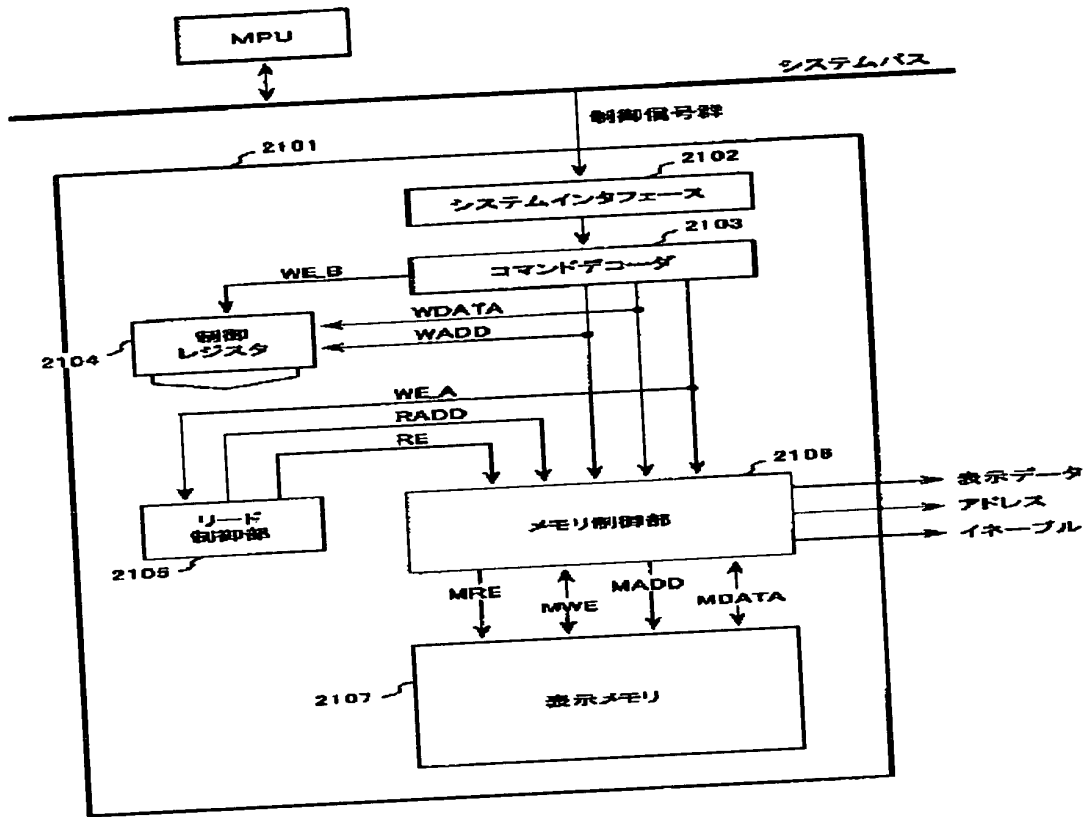 MPU
システムバス
制御信号群
2101
2102
システムインタフェース
2103
コマンドデコーダ
WE_B
WDATA
WADD
制御
レジスタ
2104
WE_A
RADD
RE
2106
表示データ
アドレス
イネーブル
メモリ制御部
リード
制御部
2105
MRE
MWE
MADD
MDATA
2107
表示メモリ